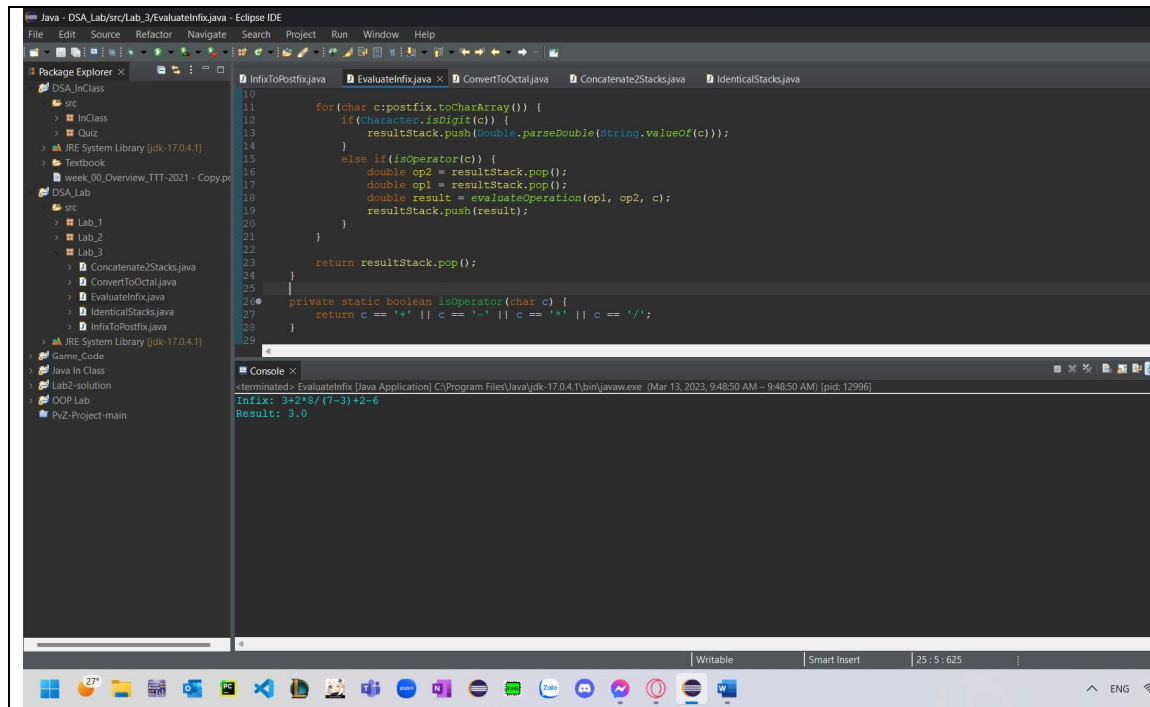 Java - DSA_Lab/src/Lab_3/EvaluateInfix.java - Eclipse IDE
File Edit Source Refactor Navigate Search Project Run Window Help
Package Explorer
DSA_InClass
src
InClass
Quiz
JRE System Library [jdk-17.0.4.1]
Textbook
week_00_Overview_TTT-2021 - Copy.pd
DSA_Lab
src
Lab_1
Lab_2
Lab_3
Concatenate2Stacks.java
ConvertToOctal.java
EvaluateInfix.java
IdenticalStacks.java
InfixToPostfix.java
JRE System Library [jdk-17.0.4.1]
Game_Code
Java In Class
Lab2-solution
OOP Lab
PvZ-Project-main
InfixToPostfix.java EvaluateInfix.java ConvertToOctal.java Concatenate2Stacks.java IdenticalStacks.java
10
11 for(char c:postfix.toCharArray()) {
12 if(Character.isDigit(c)) {
13 resultStack.push(Double.parseDouble(String.valueOf(c)));
14 }
15 else if(isOperator(c)) {
16 double op2 = resultStack.pop();
17 double op1 = resultStack.pop();
18 double result = evaluateOperation(op1, op2, c);
19 resultStack.push(result);
20 }
21 }
22
23 return resultStack.pop();
24 }
25
26 private static boolean isOperator(char c) {
27 return c == '+' || c == '-' || c == '*' || c == '/';
28 }
29
Console
<terminated> EvaluateInfix [Java Application] C:\Program Files\Java\jdk-17.0.4.1\bin\javaw.exe (Mar 13, 2023, 9:48:50 AM – 9:48:50 AM) [pid: 12996]
Infix: 3+2*8/(7-3)+2-6
Result: 3.0
Writable Smart Insert 25 : 5 : 625
27°
zoom
Zalo
ENG